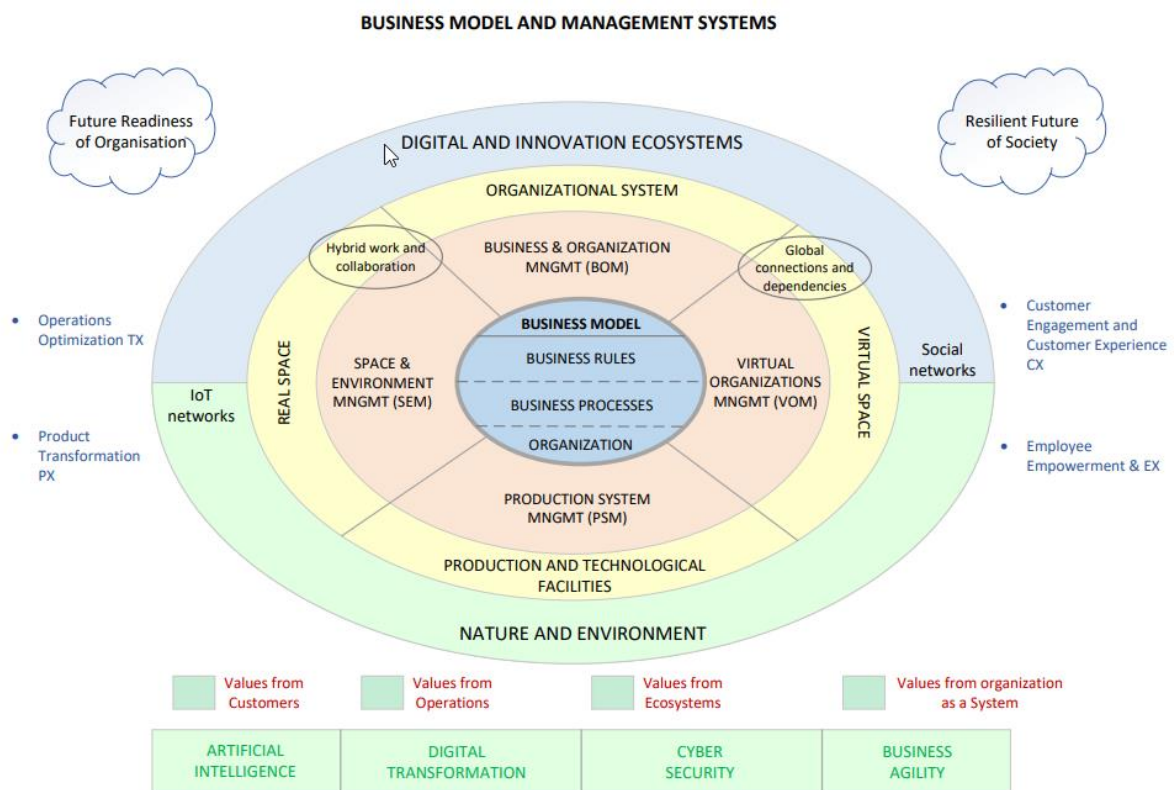 BUSINESS MODEL AND MANAGEMENT SYSTEMS
Future Readiness
of Organisation
Resilient Future
of Society
DIGITAL AND INNOVATION ECOSYSTEMS
ORGANIZATIONAL SYSTEM
Hybrid work and
collaboration
BUSINESS & ORGANIZATION
MNGMT (BOM)
Global
connections and
dependencies
• Operations
Optimization TX
• Product
Transformation
PX
IoT
networks
REAL SPACE
SPACE &
ENVIRONMENT
MNGMT (SEM)
BUSINESS MODEL
BUSINESS RULES
BUSINESS PROCESSES
ORGANIZATION
VIRTUAL
ORGANIZATIONS
MNGMT (VOM)
VIRTUAL SPACE
Social
networks
• Customer
Engagement and
Customer Experience
CX
• Employee
Empowerment & EX
PRODUCTION SYSTEM
MNGMT (PSM)
PRODUCTION AND TECHNOLOGICAL
FACILITIES
NATURE AND ENVIRONMENT
Values from
Customers
Values from
Operations
Values from
Ecosystems
Values from organization
as a System
ARTIFICIAL
INTELLIGENCE
DIGITAL
TRANSFORMATION
CYBER
SECURITY
BUSINESS
AGILITY